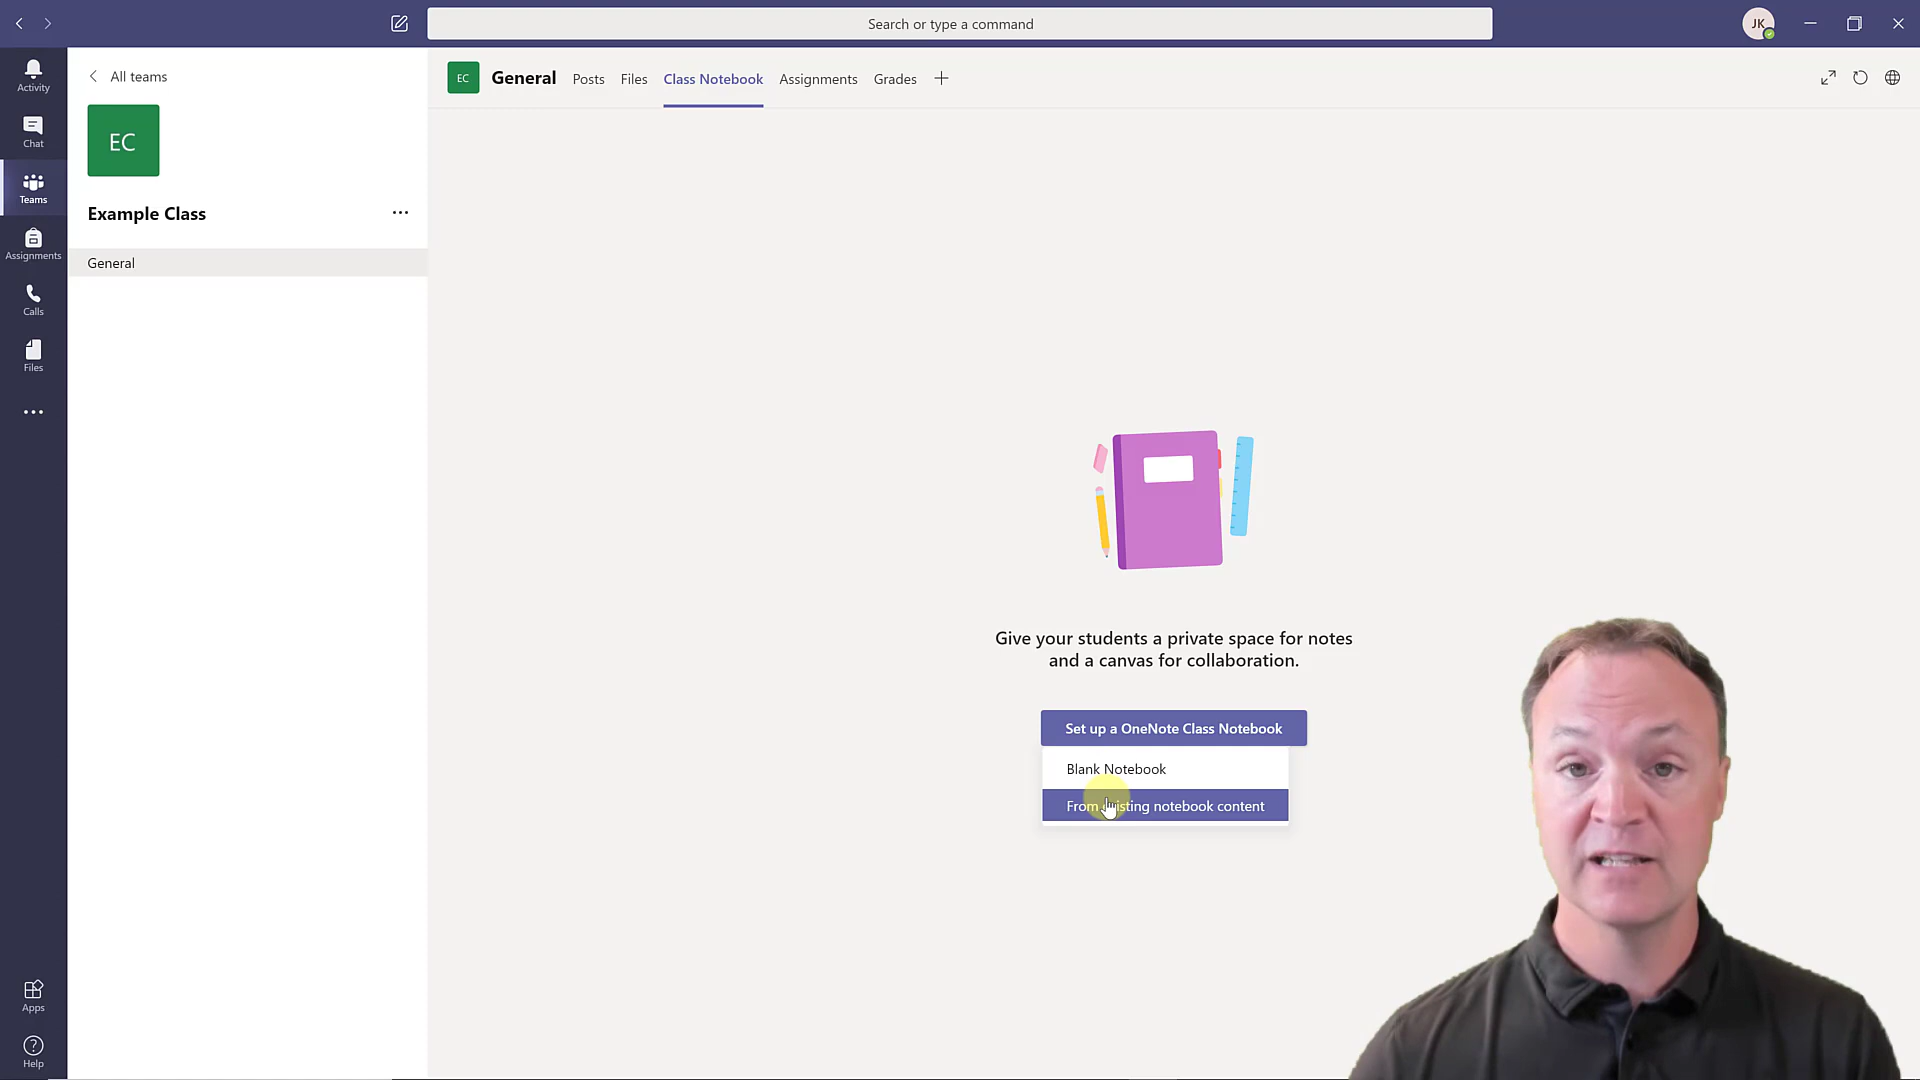 Search or type a command
JK
Activity
Chat
Teams
Assignments
Calls
Files
Apps
Help
All teams
EC
Example Class
General
EC
General
Posts
Files
Class Notebook
Assignments
Grades
Give your students a private space for notes
and a canvas for collaboration.
Set up a OneNote Class Notebook
Blank Notebook
From existing notebook content